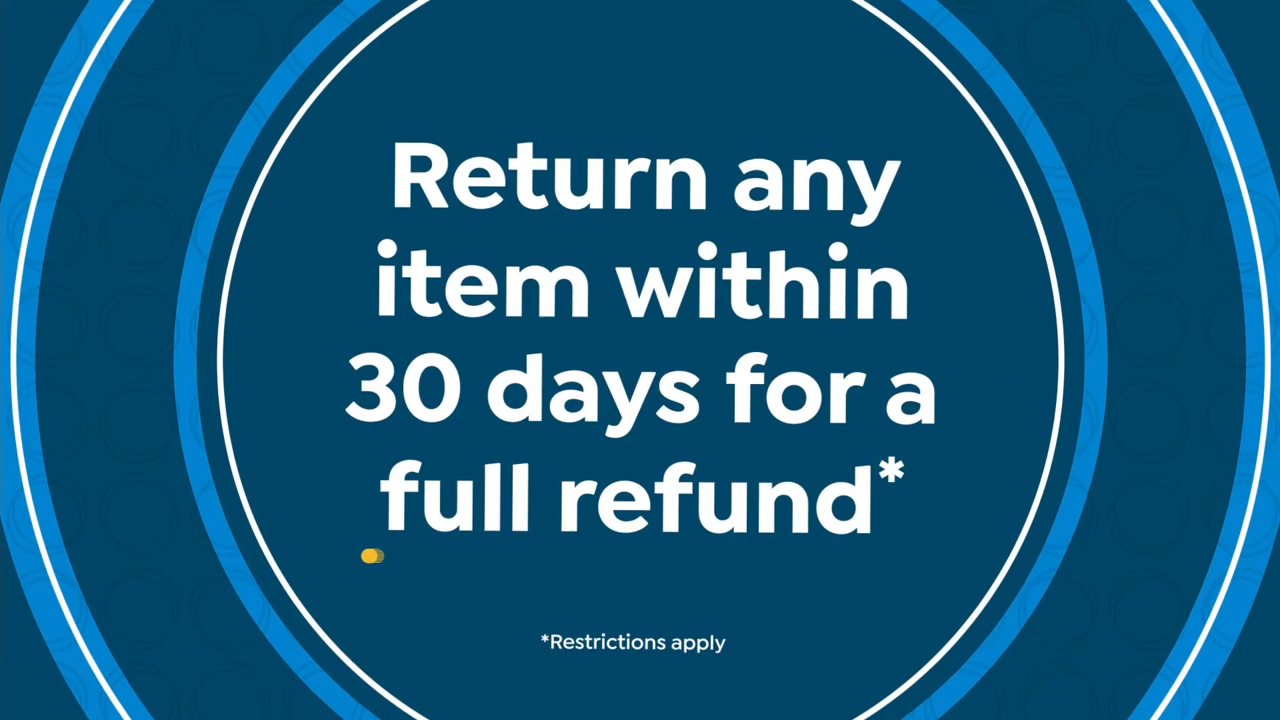 Return any
item within
30 days for a
full refund*
*Restrictions apply